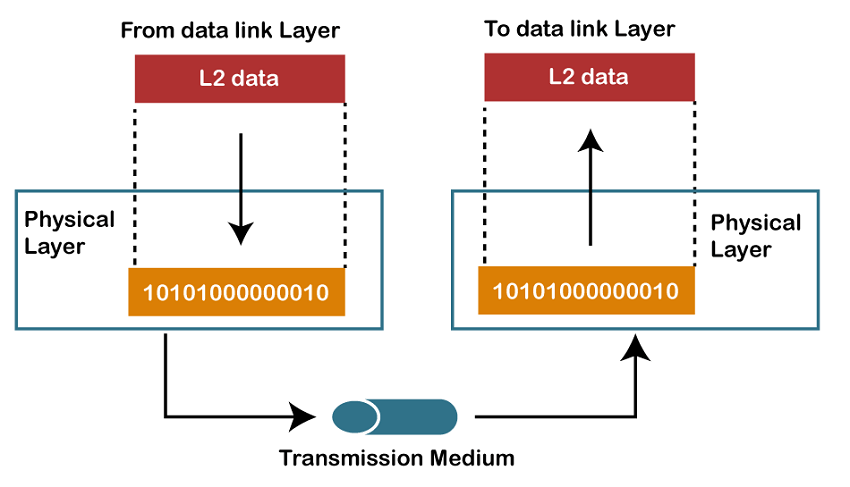 From data link Layer
To data link Layer
L2 data
L2 data
Physical
Layer
Physical
Layer
10101000000010
10101000000010
Transmission Medium